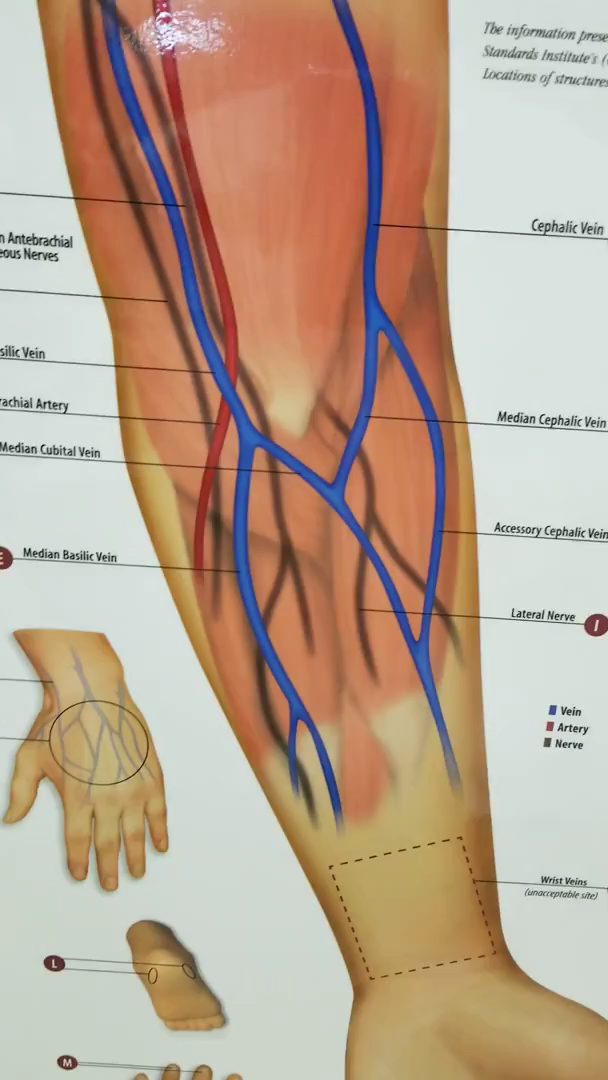 The information prese
Standards Institute's (
Locations of structures
Cephalic Vein
n Antebrachial
eous Nerves
silic Vein
rachial Artery
Median Cephalic Vein
Median Cubital Vein
Accessory Cephalic Vein
E
Median Basilic Vein
Lateral Nerve
I
Vein
Artery
Nerve
Wrist Veins
(unacceptable site)
L
M